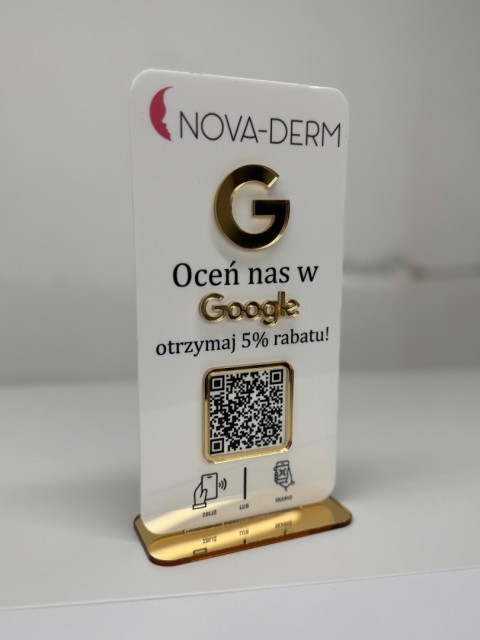 NOVA-DERM
G
Oceń nas w
Google
otrzymaj 5% rabatu!